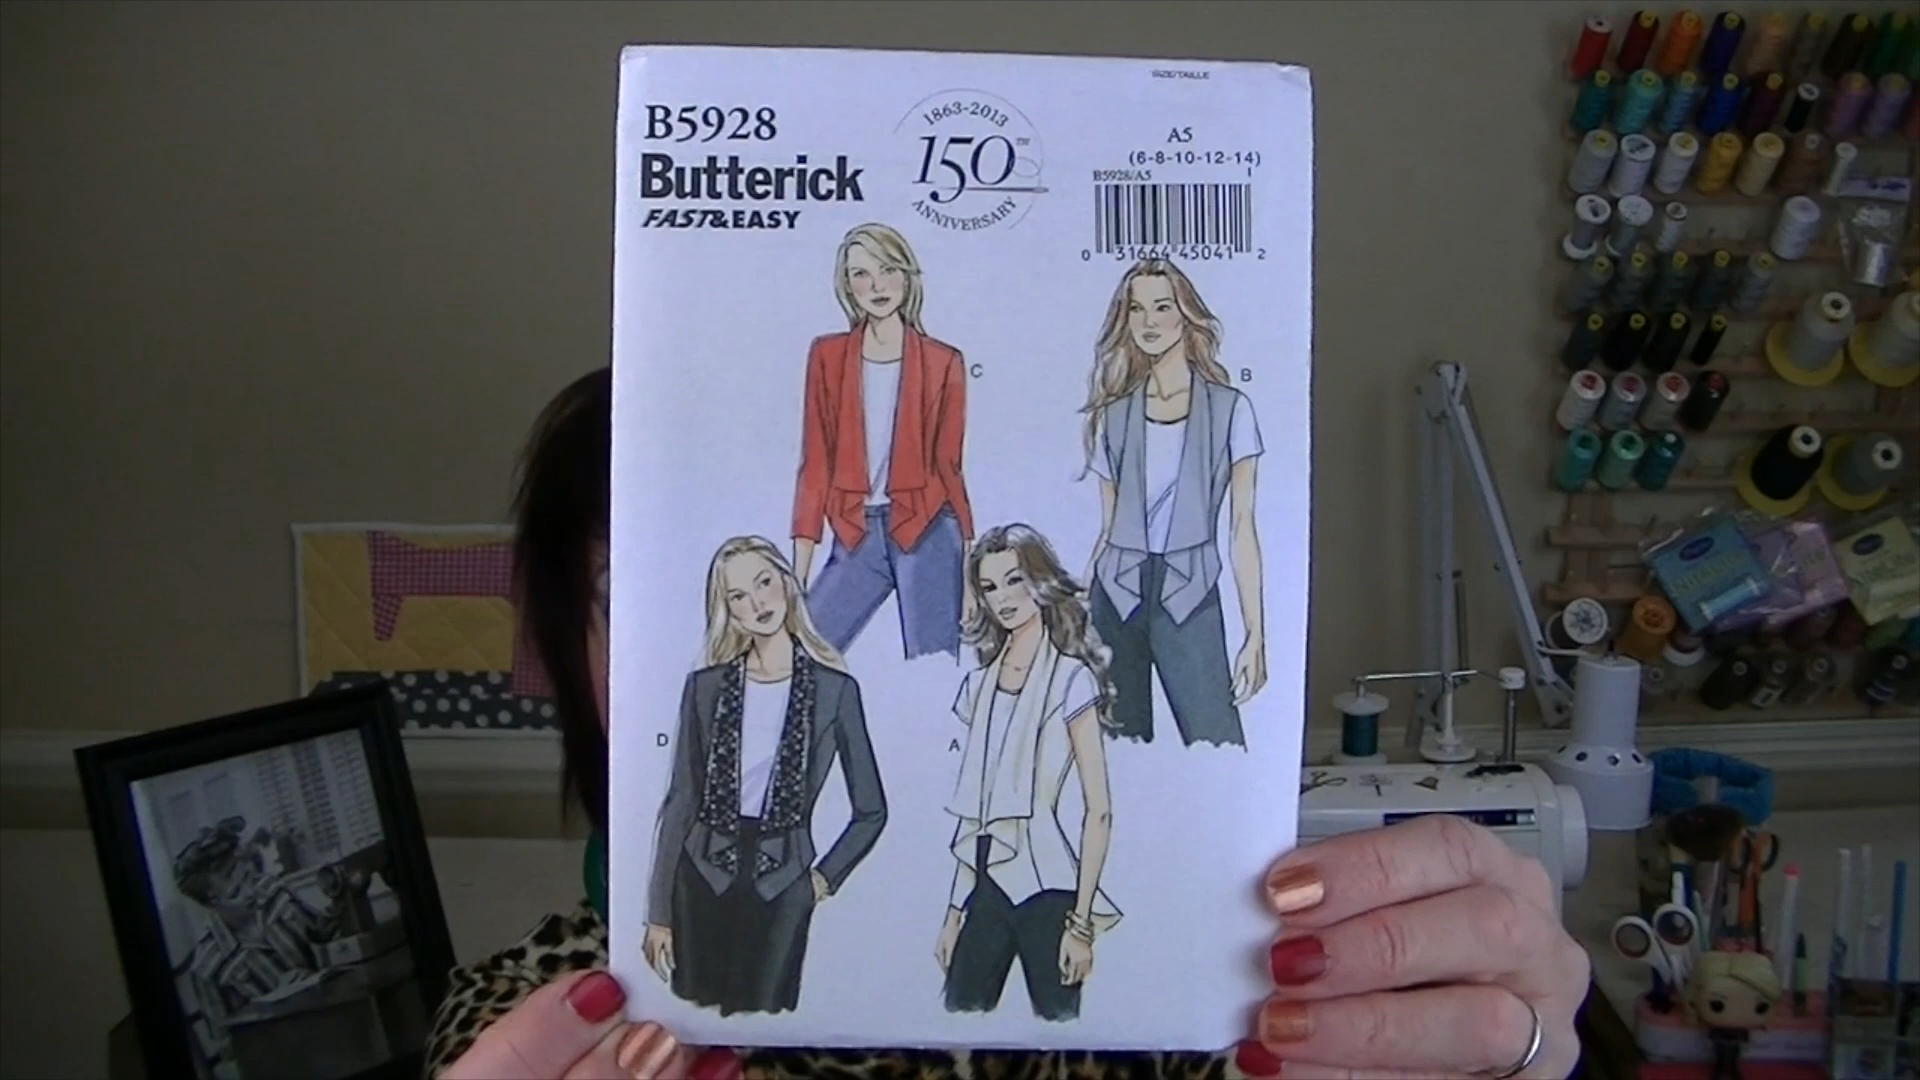 SIZE/TAILLE
B5928
Butterick
FAST&EASY
1863-2013
150TH
ANNIVERSARY
A5
(6-8-10-12-14)
B5928/A5
1
0 31664 45041 2
C
B
D
A